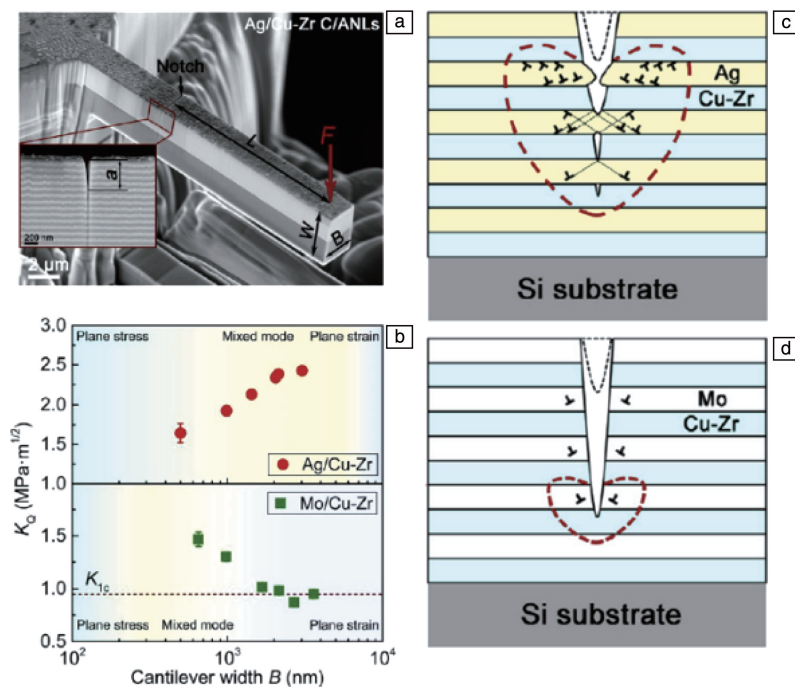 a
Ag/Cu-Zr C/ANLs
Notch
L
F
a
W
B
200 nm
2 μm
b
3.0
Plane stress Mixed mode Plane strain
2.5
2.0
1.5
Ag/Cu-Zr
1.0
Mo/Cu-Zr
1.5
K1c
1.0
Plane stress Mixed mode Plane strain
0.5
KQ (MPa·m1/2)
10² 10³ 10⁴
Cantilever width B (nm)
c
Ag
Cu-Zr
Si substrate
d
Mo
Cu-Zr
Si substrate